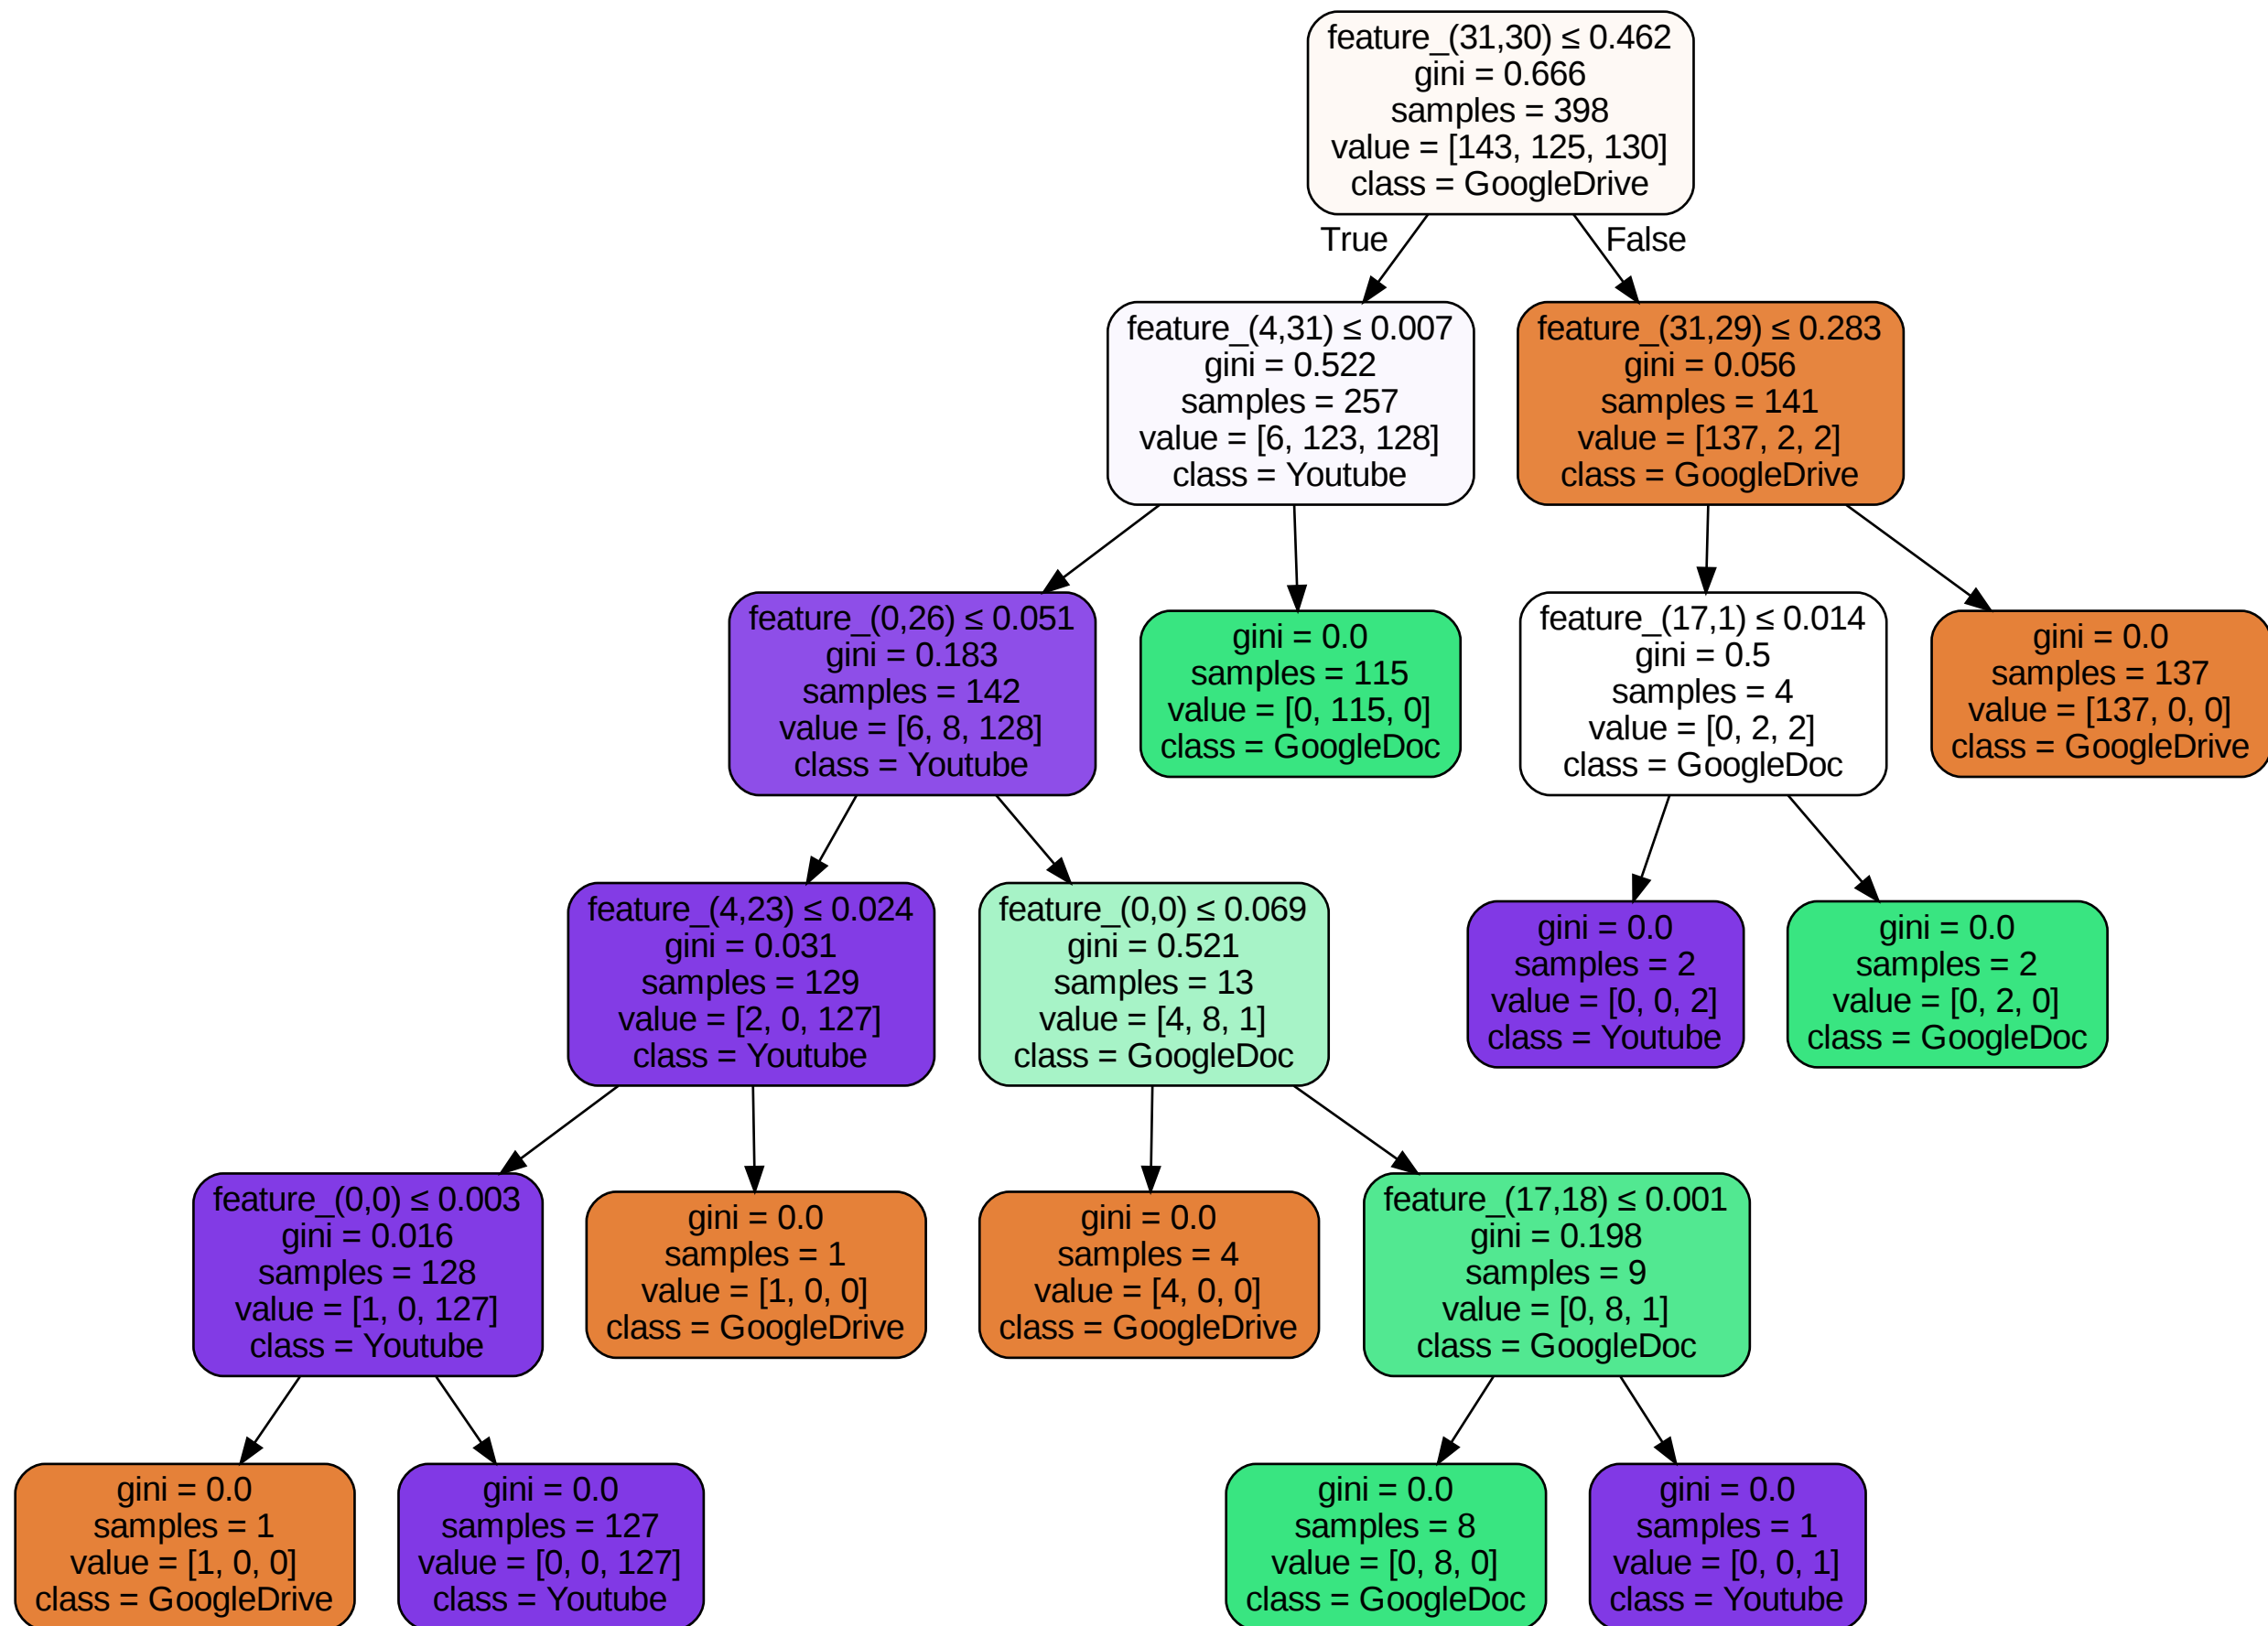 feature_(31,30) ≤ 0.462
gini = 0.666
samples = 398
value = [143, 125, 130]
class = GoogleDrive
True
False
feature_(4,31) ≤ 0.007
gini = 0.522
samples = 257
value = [6, 123, 128]
class = Youtube
feature_(31,29) ≤ 0.283
gini = 0.056
samples = 141
value = [137, 2, 2]
class = GoogleDrive
feature_(0,26) ≤ 0.051
gini = 0.183
samples = 142
value = [6, 8, 128]
class = Youtube
gini = 0.0
samples = 115
value = [0, 115, 0]
class = GoogleDoc
feature_(17,1) ≤ 0.014
gini = 0.5
samples = 4
value = [0, 2, 2]
class = GoogleDoc
gini = 0.0
samples = 137
value = [137, 0, 0]
class = GoogleDrive
feature_(4,23) ≤ 0.024
gini = 0.031
samples = 129
value = [2, 0, 127]
class = Youtube
feature_(0,0) ≤ 0.069
gini = 0.521
samples = 13
value = [4, 8, 1]
class = GoogleDoc
gini = 0.0
samples = 2
value = [0, 0, 2]
class = Youtube
gini = 0.0
samples = 2
value = [0, 2, 0]
class = GoogleDoc
feature_(0,0) ≤ 0.003
gini = 0.016
samples = 128
value = [1, 0, 127]
class = Youtube
gini = 0.0
samples = 1
value = [1, 0, 0]
class = GoogleDrive
gini = 0.0
samples = 4
value = [4, 0, 0]
class = GoogleDrive
feature_(17,18) ≤ 0.001
gini = 0.198
samples = 9
value = [0, 8, 1]
class = GoogleDoc
gini = 0.0
samples = 1
value = [1, 0, 0]
class = GoogleDrive
gini = 0.0
samples = 127
value = [0, 0, 127]
class = Youtube
gini = 0.0
samples = 8
value = [0, 8, 0]
class = GoogleDoc
gini = 0.0
samples = 1
value = [0, 0, 1]
class = Youtube